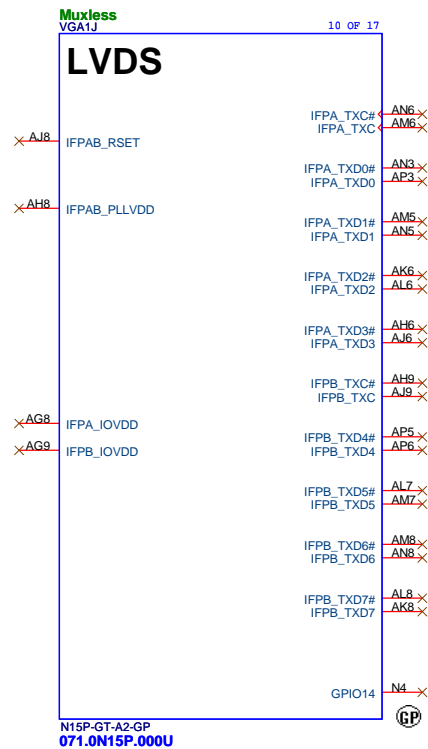 Muxless
VGA1J
10 OF 17
LVDS
AJ8 IFPAB_RSET
AH8 IFPAB_PLLVDD
AG8 IFPA_IOVDD
AG9 IFPB_IOVDD
IFPA_TXC# AN6
IFPA_TXC AM6
IFPA_TXD0# AN3
IFPA_TXD0 AP3
IFPA_TXD1# AM5
IFPA_TXD1 AN5
IFPA_TXD2# AK6
IFPA_TXD2 AL6
IFPA_TXD3# AH6
IFPA_TXD3 AJ6
IFPB_TXC# AH9
IFPB_TXC AJ9
IFPB_TXD4# AP5
IFPB_TXD4 AP6
IFPB_TXD5# AL7
IFPB_TXD5 AM7
IFPB_TXD6# AM8
IFPB_TXD6 AN8
IFPB_TXD7# AL8
IFPB_TXD7 AK8
GPIO14 N4
GP
N15P-GT-A2-GP
071.0N15P.000U